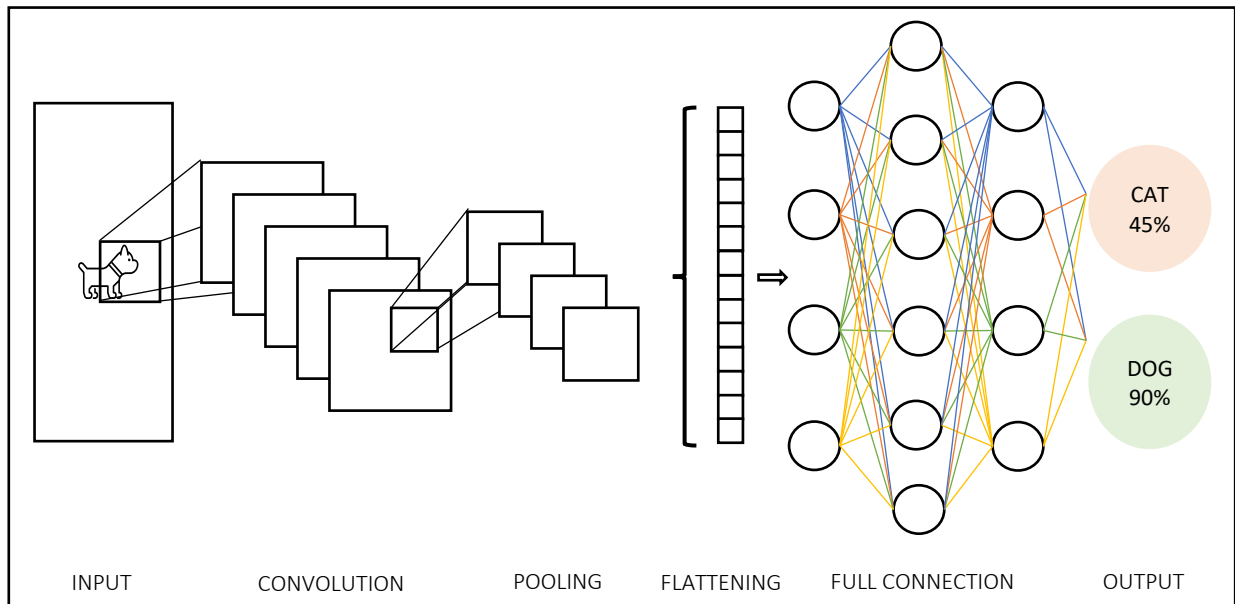 CAT
45%
DOG
90%
INPUT
CONVOLUTION
POOLING
FLATTENING
FULL CONNECTION
OUTPUT